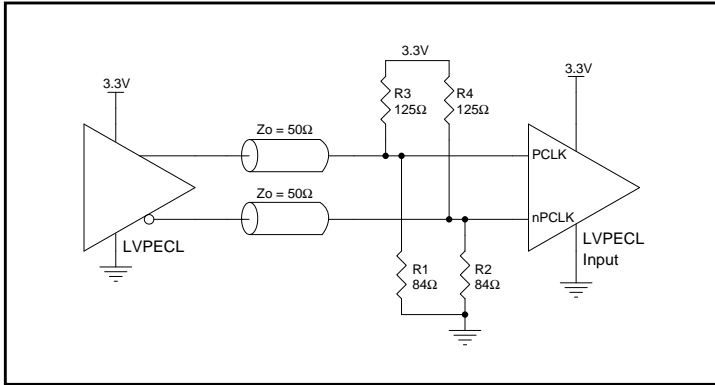 3.3V
3.3V
3.3V
R3
125Ω
R4
125Ω
Zo = 50Ω
PCLK
Zo = 50Ω
nPCLK
LVPECL
LVPECL
Input
R1
84Ω
R2
84Ω